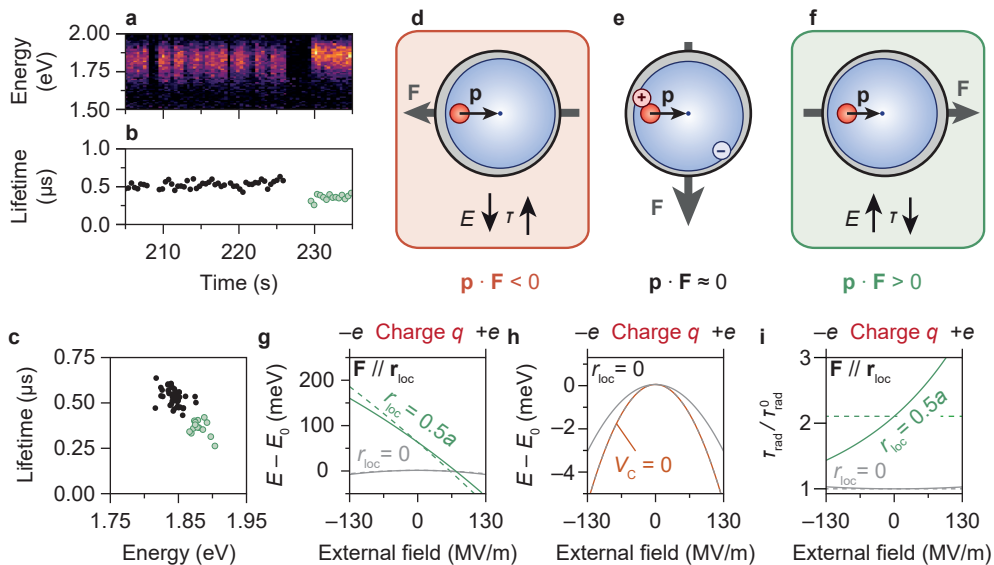 a
Energy
(eV)
2.00
1.75
1.50
b
Lifetime
(µs)
1.0
0.5
0.0
210
220
230
Time (s)
c
Lifetime (µs)
0.75
0.50
0.25
0.00
1.75
1.85
1.95
Energy (eV)
d
F
p
E τ
p · F < 0
e
+
p
−
F
p · F ≈ 0
f
p
F
E τ
p · F > 0
g
–e Charge q +e
F // r_loc
r_loc = 0.5a
r_loc = 0
E – E_0 (meV)
200
150
100
50
0
–130
0
130
External field (MV/m)
h
–e Charge q +e
r_loc = 0
V_C = 0
E – E_0 (meV)
0
–2
–4
–130
0
130
External field (MV/m)
i
–e Charge q +e
F // r_loc
r_loc = 0.5a
r_loc = 0
τ_rad / τ⁰_rad
3
2
1
–130
0
130
External field (MV/m)